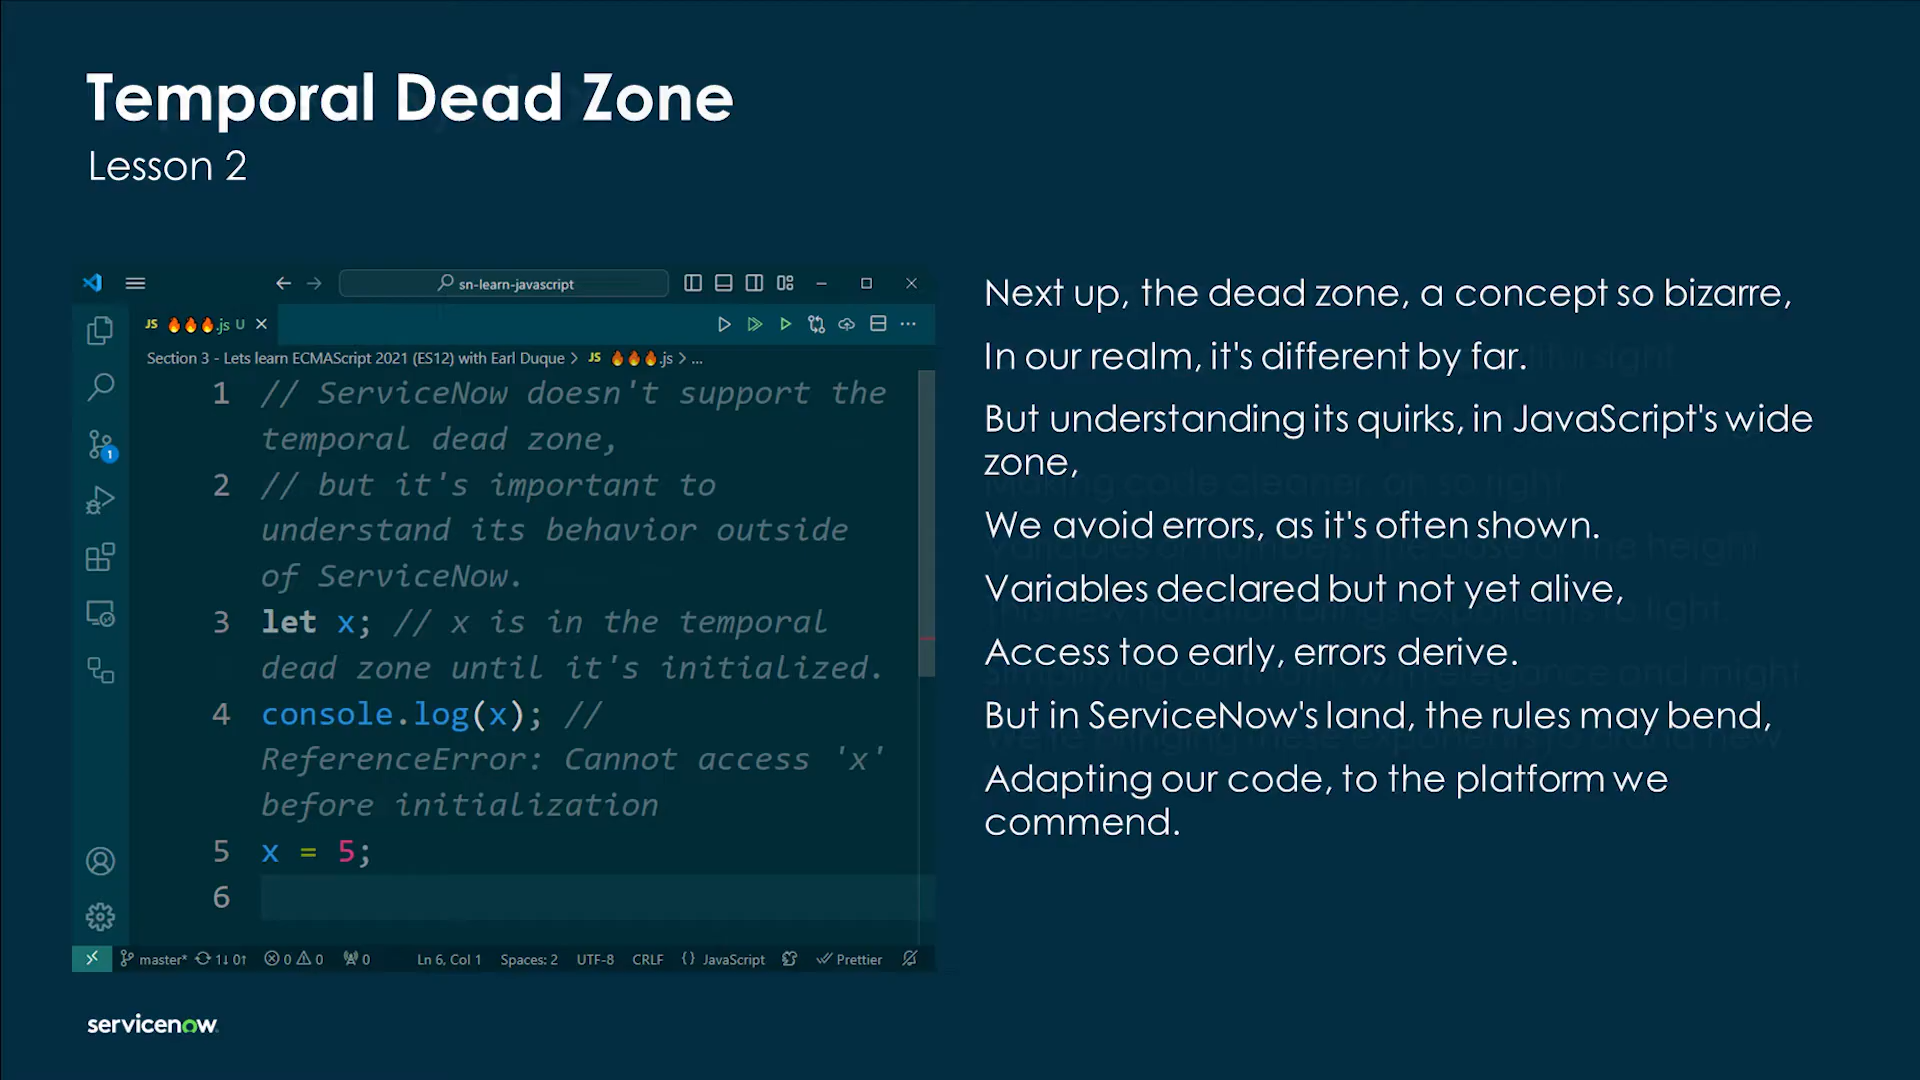 Temporal Dead Zone
Lesson 2
sn-learn-javascript
JS 🔥🔥🔥.js U
Section 3 - Lets learn ECMAScript 2021 (ES12) with Earl Duque > JS 🔥🔥🔥.js > ...
1 // ServiceNow doesn't support the
temporal dead zone,
2 // but it's important to
understand its behavior outside
of ServiceNow.
3 let x; // x is in the temporal
dead zone until it's initialized.
4 console.log(x); //
ReferenceError: Cannot access 'x'
before initialization
5 x = 5;
6
1
master* 1↓ 0↑ 0 0 0 Ln 6, Col 1 Spaces: 2 UTF-8 CRLF {} JavaScript Prettier
Next up, the dead zone, a concept so bizarre,
In our realm, it's different by far.
But understanding its quirks, in JavaScript's wide
zone,
We avoid errors, as it's often shown.
Variables declared but not yet alive,
Access too early, errors derive.
But in ServiceNow's land, the rules may bend,
Adapting our code, to the platform we
commend.
servicenow